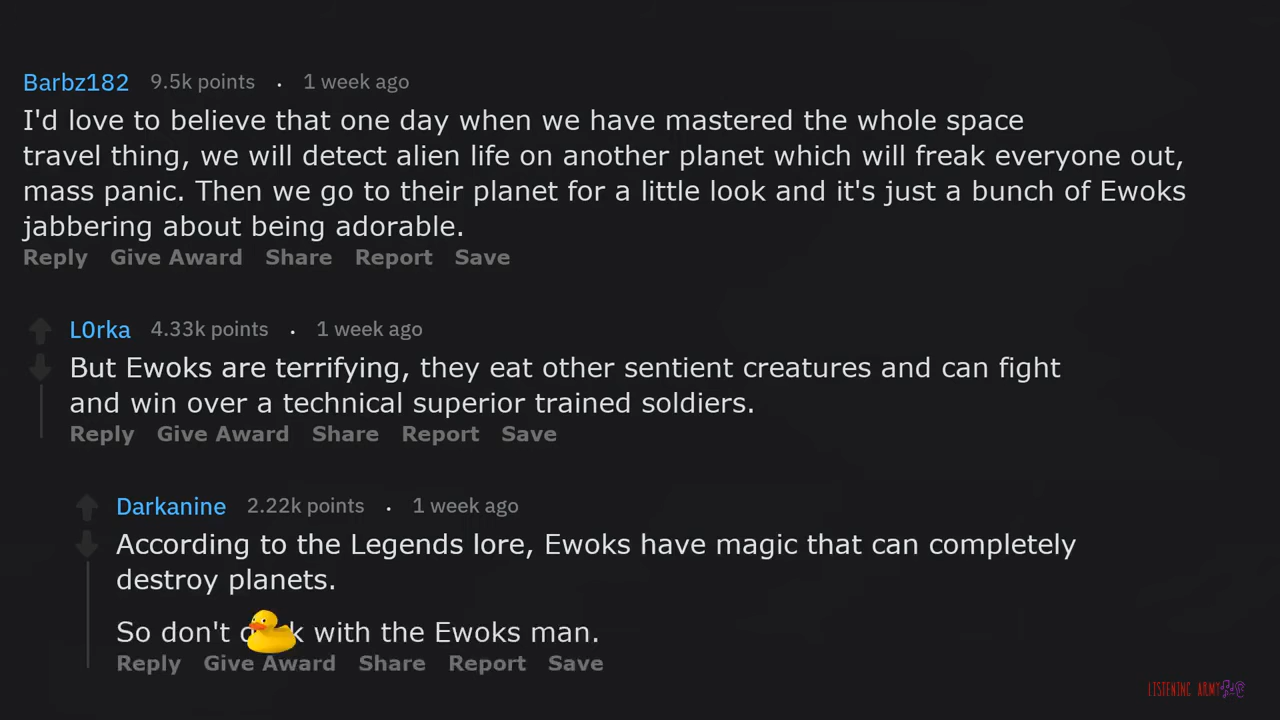 Barbz182 9.5k points . 1 week ago
I'd love to believe that one day when we have mastered the whole space
travel thing, we will detect alien life on another planet which will freak everyone out,
mass panic. Then we go to their planet for a little look and it's just a bunch of Ewoks
jabbering about being adorable.
Reply Give Award Share Report Save
L0rka 4.33k points . 1 week ago
But Ewoks are terrifying, they eat other sentient creatures and can fight
and win over a technical superior trained soldiers.
Reply Give Award Share Report Save
Darkanine 2.22k points . 1 week ago
According to the Legends lore, Ewoks have magic that can completely
destroy planets.
So don't with the Ewoks man.
Reply Give Award Share Report Save
LISTENING ARMY